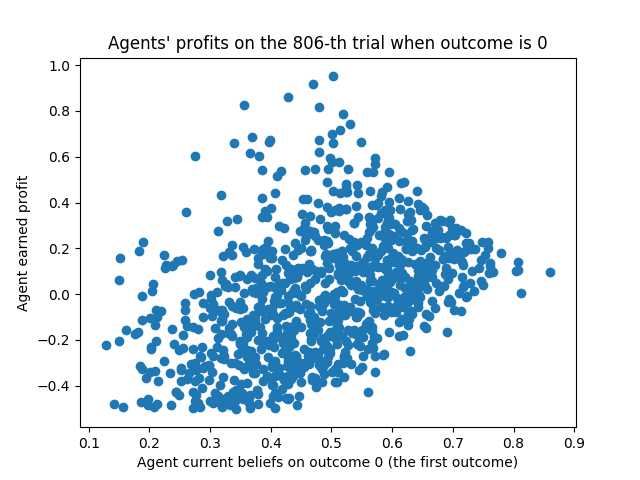 Agents' profits on the 806-th trial when outcome is 0
1.0
0.8
0.6
0.4
0.2
0.0
−0.2
−0.4
Agent earned profit
0.1 0.2 0.3 0.4 0.5 0.6 0.7 0.8 0.9
Agent current beliefs on outcome 0 (the first outcome)